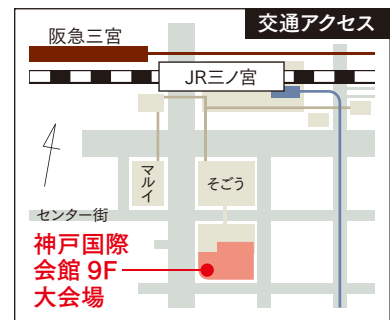 交通アクセス
阪急三宮
JR三ノ宮
マルイ
そごう
センター街
神戸国際
会館 9F
大会場